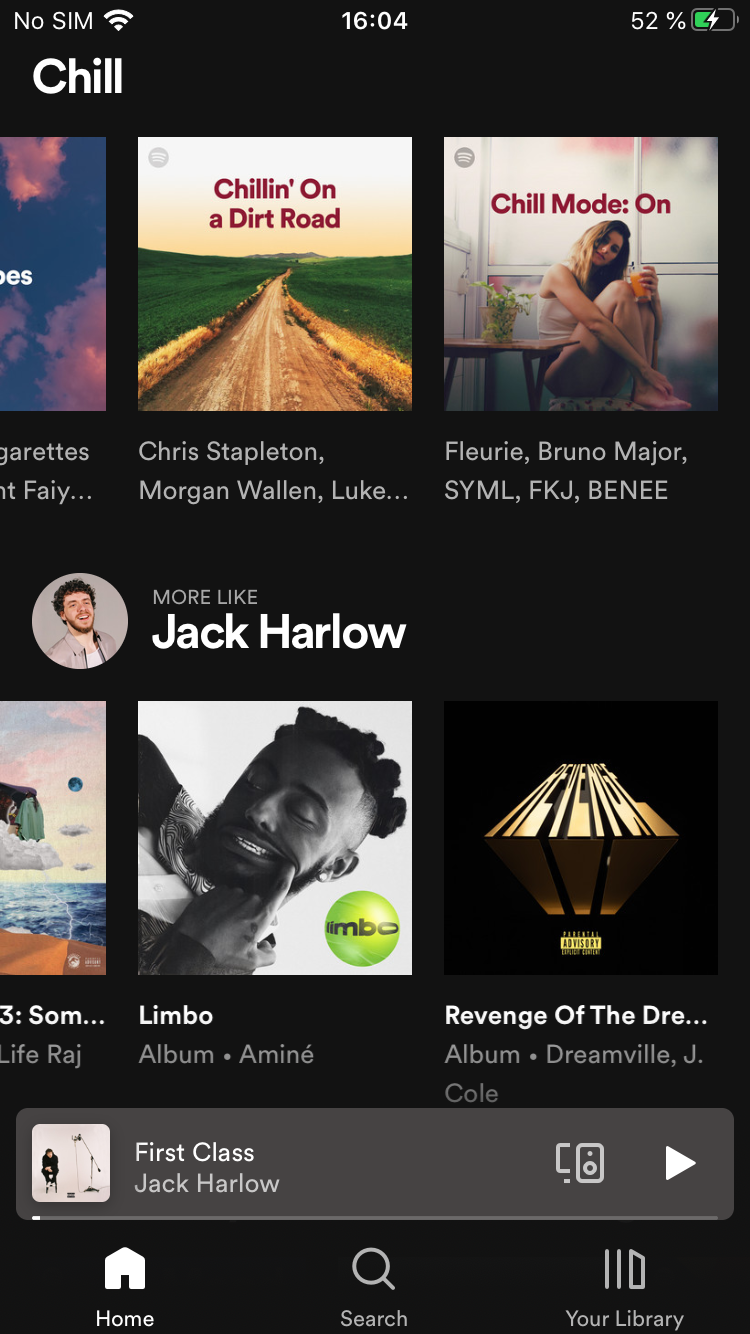 No SIM 16:04 52 %
Chill
pes
Chillin' On
a Dirt Road
Chill Mode: On
garettes
nt Faiy...
Chris Stapleton,
Morgan Wallen, Luke...
Fleurie, Bruno Major,
SYML, FKJ, BENEE
MORE LIKE
Jack Harlow
limbo
REVENGE
PARENTAL
ADVISORY
EXPLICIT CONTENT
3: Som...
Life Raj
Limbo
Album • Aminé
Revenge Of The Dre...
Album • Dreamville, J.
Cole
First Class
Jack Harlow
Home
Search
Your Library